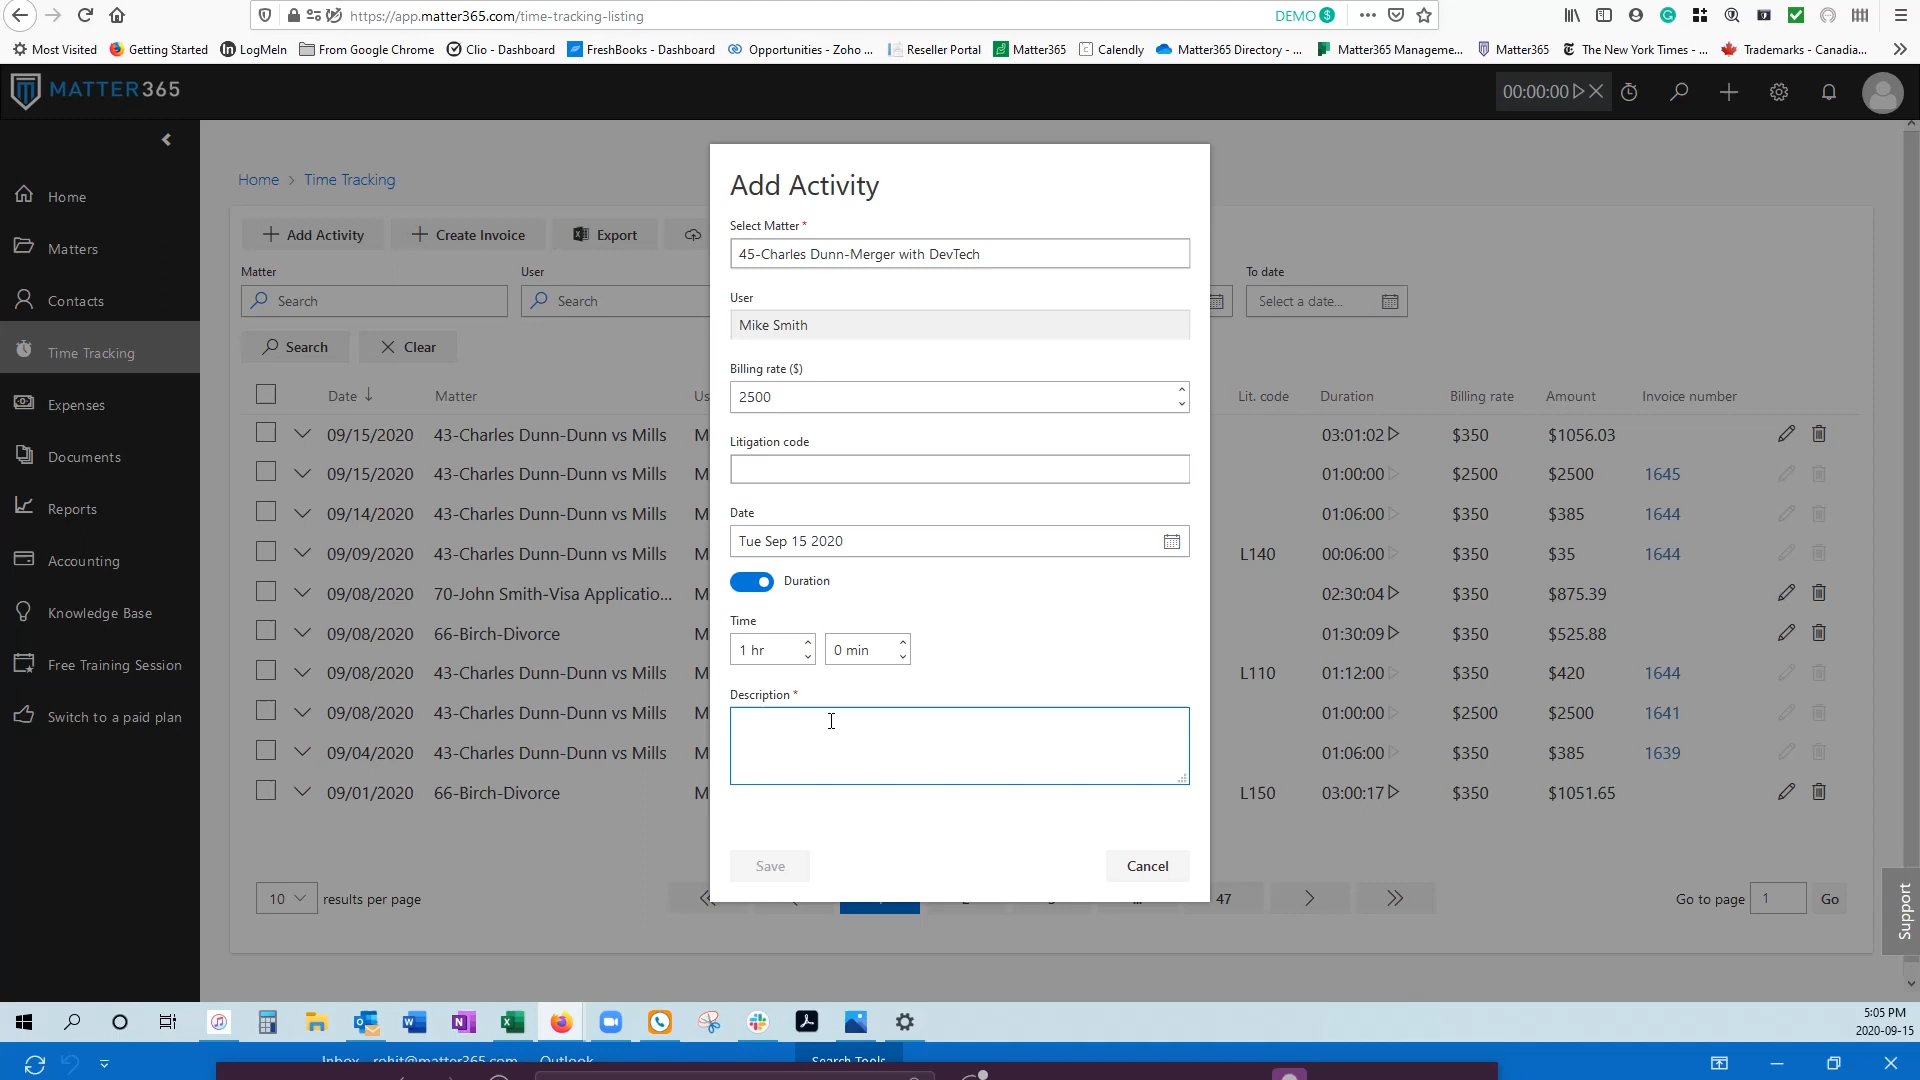 https://app.matter365.com/time-tracking-listing
DEMO
Most Visited
Getting Started
LogMeIn
From Google Chrome
Clio - Dashboard
FreshBooks - Dashboard
Opportunities - Zoho ...
Reseller Portal
Matter365
Calendly
Matter365 Directory - ...
Matter365 Manageme...
Matter365
The New York Times - ...
Trademarks - Canadia...
MATTER365
00:00:00
Home
Matters
Contacts
Time Tracking
Expenses
Documents
Reports
Accounting
Knowledge Base
Free Training Session
Switch to a paid plan
Home > Time Tracking
Add Activity
Create Invoice
Export
Matter
User
To date
Search
Search
Select a date...
Search
Clear
Date Matter Us Lit. code Duration Billing rate Amount Invoice number
09/15/2020 43-Charles Dunn-Dunn vs Mills M 03:01:02 $350 $1056.03
09/15/2020 43-Charles Dunn-Dunn vs Mills M 01:00:00 $2500 $2500 1645
09/14/2020 43-Charles Dunn-Dunn vs Mills M 01:06:00 $350 $385 1644
09/09/2020 43-Charles Dunn-Dunn vs Mills M L140 00:06:00 $350 $35 1644
09/08/2020 70-John Smith-Visa Applicatio... M 02:30:04 $350 $875.39
09/08/2020 66-Birch-Divorce M 01:30:09 $350 $525.88
09/08/2020 43-Charles Dunn-Dunn vs Mills M L110 01:12:00 $350 $420 1644
09/08/2020 43-Charles Dunn-Dunn vs Mills M 01:00:00 $2500 $2500 1641
09/04/2020 43-Charles Dunn-Dunn vs Mills M 01:06:00 $350 $385 1639
09/01/2020 66-Birch-Divorce M L150 03:00:17 $350 $1051.65
10 results per page
47
Go to page 1 Go
Support
Add Activity
Select Matter *
45-Charles Dunn-Merger with DevTech
User
Mike Smith
Billing rate ($)
2500
Litigation code
Date
Tue Sep 15 2020
Duration
Time
1 hr
0 min
Description *
Save
Cancel
5:05 PM
2020-09-15
Inbox - rohit@matter365.com - Outlook
Search Tools